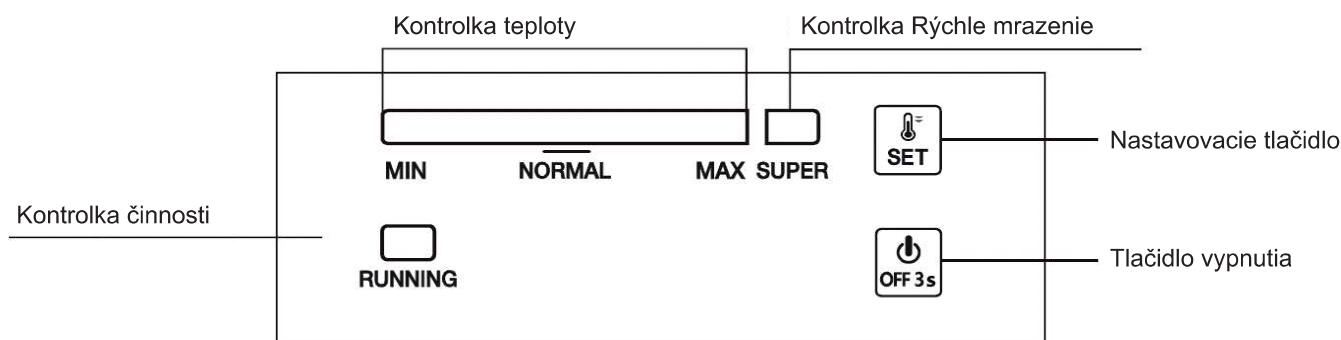 Kontrolka teploty
Kontrolka Rýchle mrazenie
MIN
NORMAL
MAX
SUPER
SET
Nastavovacie tlačidlo
Kontrolka činnosti
RUNNING
OFF 3s
Tlačidlo vypnutia